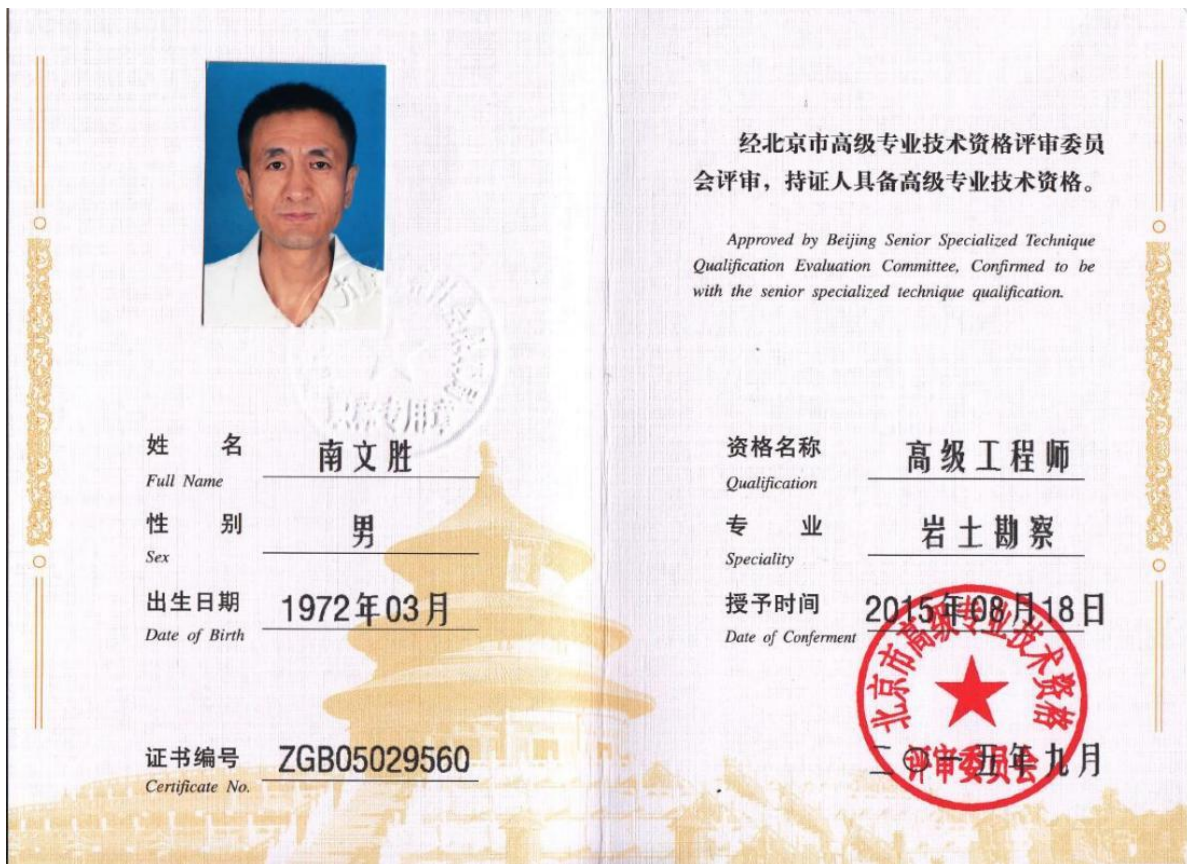 姓 名
Full Name
南文胜
性 别
Sex
男
出生日期
Date of Birth
1972年03月
证书编号
Certificate No.
ZGB05029560
经北京市高级专业技术资格评审委员
会评审，持证人具备高级专业技术资格。
Approved by Beijing Senior Specialized Technique
Qualification Evaluation Committee, Confirmed to be
with the senior specialized technique qualification.
资格名称
Qualification
高级工程师
专 业
Speciality
岩土勘察
授予时间
Date of Conferment
2015年08月18日
北京市高级专业技术资格
评审委员会
二〇一五年九月